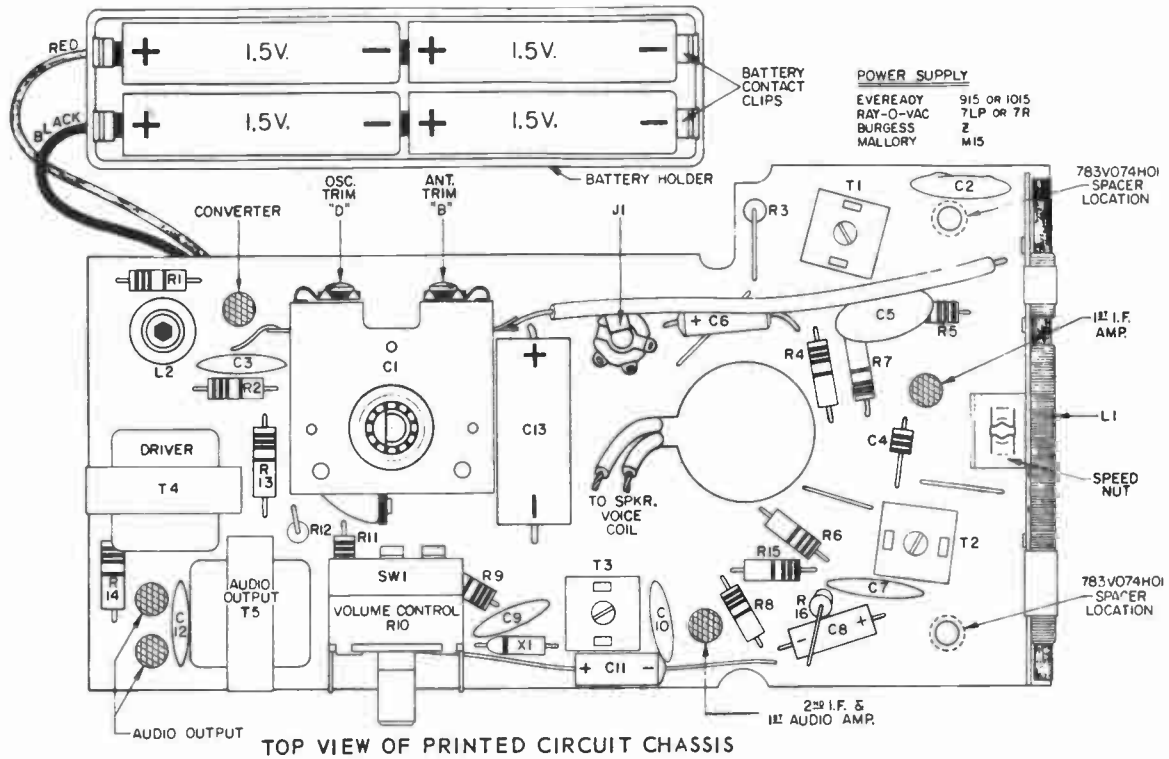 RED
BLACK
+ 1.5V. − + 1.5V. −
+ 1.5V. − + 1.5V. −
BATTERY
CONTACT
CLIPS
BATTERY HOLDER
POWER SUPPLY
EVEREADY 915 OR 1015
RAY-O-VAC 7LP OR 7R
BURGESS Z
MALLORY M15
CONVERTER
OSC.
TRIM
"D"
ANT.
TRIM
"B"
J1
R3
T1
C2
783V074H01
SPACER
LOCATION
R1
L2
C3
R2
C1
+
C13
−
+ C6
C5
R5
R4
R7
1ST I.F.
AMP.
L1
C4
SPEED
NUT
DRIVER
T4
R
13
R12
R11
TO SPKR.
VOICE
COIL
R6
R15
T2
R
14
C
12
AUDIO
OUTPUT
T5
SW1
VOLUME CONTROL
R10
R9
C9
X1
T3
+ C11 −
C
10
R8
R
16
C7
− C8 +
783V074H01
SPACER
LOCATION
AUDIO OUTPUT
2ND I.F. &
1ST AUDIO AMP.
TOP VIEW OF PRINTED CIRCUIT CHASSIS